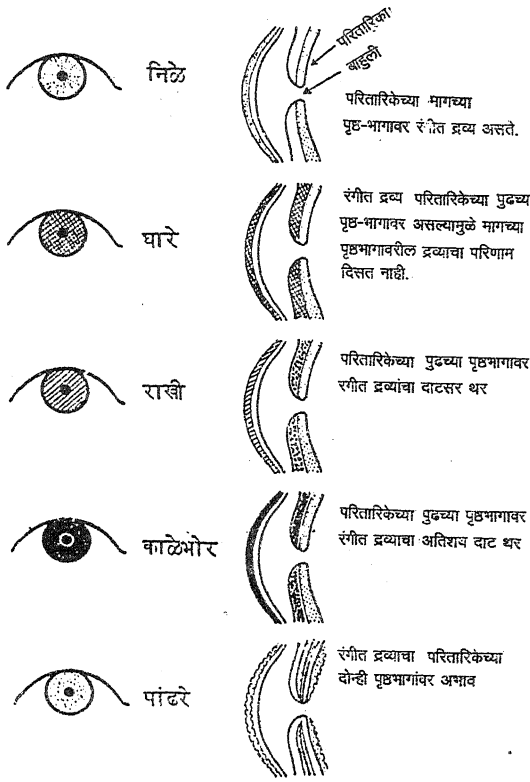 परितारिका
बाहुली
निळे
परितारिकेच्या मागच्या
पृष्ठ-भागावर रंगीत द्रव्य असते.
घारे
रंगीत द्रव्य परितारिकेच्या पुढच्य
पृष्ठ-भागावर असल्यामुळे मागच्या
पृष्ठभागावरील द्रव्याचा परिणाम
दिसत नाही.
राखी
परितारिकेच्या पुढच्या पृष्ठभागावर
रगीत द्रव्यांचा दाटसर थर
काळेभोर
परितारिकेच्या पुढच्या पृष्ठभागावर
रंगीत द्रव्याचा अतिशय दाट थर
पांढरे
रंगीत द्रव्याचा परितारिकेच्या
दोन्ही पृष्ठभागांवर अभाव